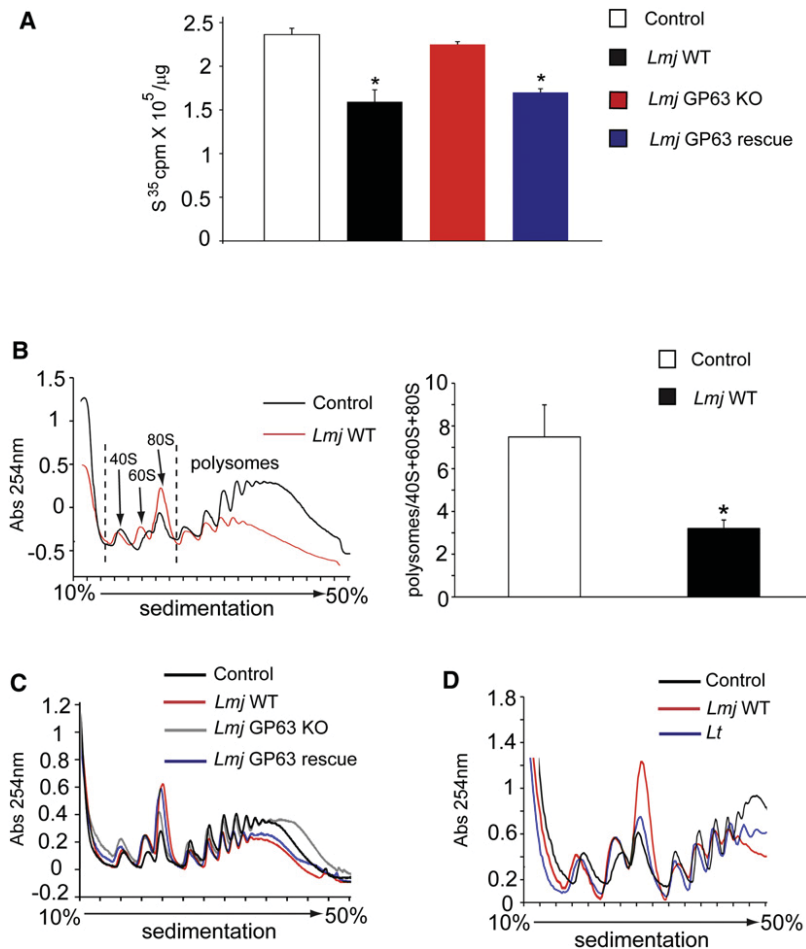 A
S 35 cpm X 10 5 /µg
2.5
2
1.5
1
0.5
0
*
*
Control
Lmj WT
Lmj GP63 KO
Lmj GP63 rescue
B
Abs 254nm
1.5
1
0
-0.5
40S
60S
80S
polysomes
Control
Lmj WT
10%
50%
sedimentation
polysomes/40S+60S+80S
10
8
6
4
2
0
*
Control
Lmj WT
C
Control
Lmj WT
Lmj GP63 KO
Lmj GP63 rescue
Abs 254nm
1.2
1
0.8
0.6
0.4
0.2
0
-0.2
10%
50%
sedimentation
D
Control
Lmj WT
Lt
Abs 254nm
1.8
1.4
1
0.6
0.2
0
10%
50%
sedimentation